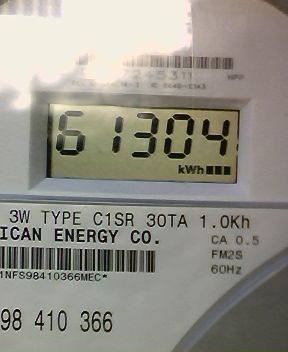 7245311
61304
kWh
3W TYPE C1SR 30TA 1.0Kh
ICAN ENERGY CO.
CA 0.5
FM2S
60Hz
1NFS98410366MEC*
98 410 366